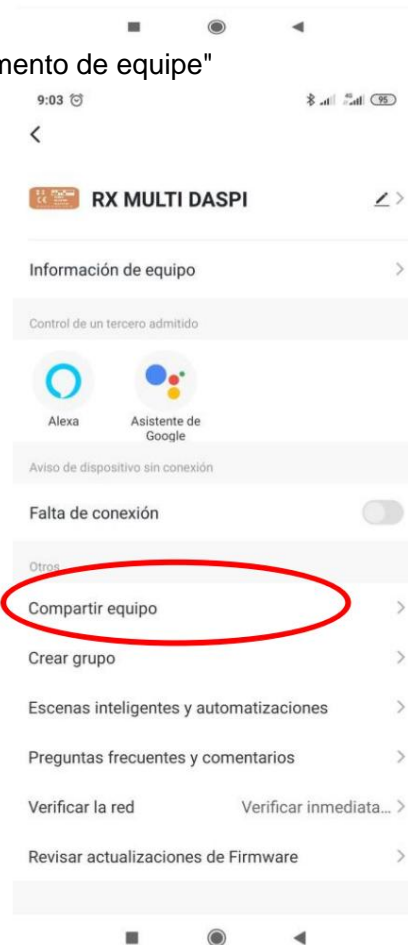 mento de equipe"
9:03
4G
95
RX MULTI DASPI
Información de equipo
Control de un tercero admitido
Alexa
Asistente de
Google
Aviso de dispositivo sin conexión
Falta de conexión
Otros
Compartir equipo
Crear grupo
Escenas inteligentes y automatizaciones
Preguntas frecuentes y comentarios
Verificar la red Verificar inmediata...
Revisar actualizaciones de Firmware